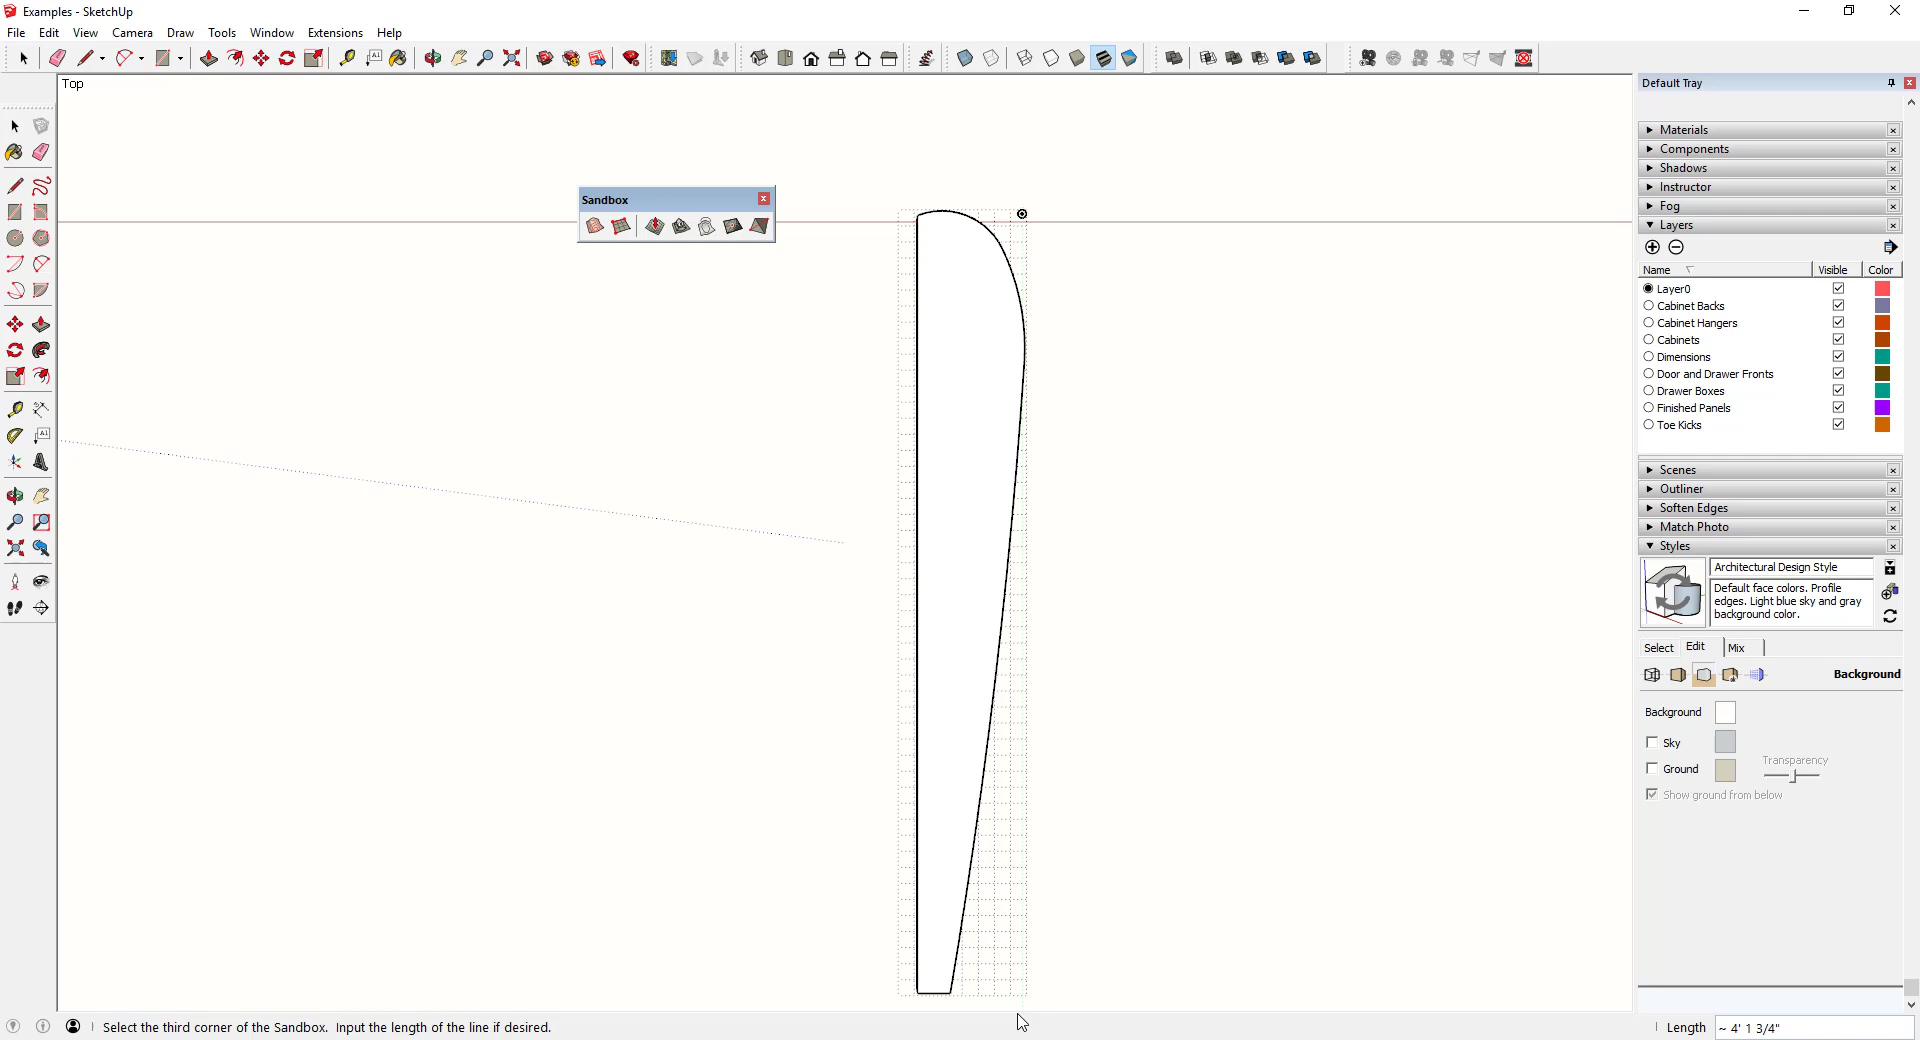 Examples - SketchUp
File Edit View Camera Draw Tools Window Extensions Help
Top
Sandbox
Default Tray
Materials
Components
Shadows
Instructor
Fog
Layers
Name Visible Color
Layer0
Cabinet Backs
Cabinet Hangers
Cabinets
Dimensions
Door and Drawer Fronts
Drawer Boxes
Finished Panels
Toe Kicks
Scenes
Outliner
Soften Edges
Match Photo
Styles
Architectural Design Style
Default face colors. Profile
edges. Light blue sky and gray
background color.
Select Edit Mix
Background
Background
Sky
Transparency
Ground
Show ground from below
Select the third corner of the Sandbox. Input the length of the line if desired.
Length ~ 4' 1 3/4"